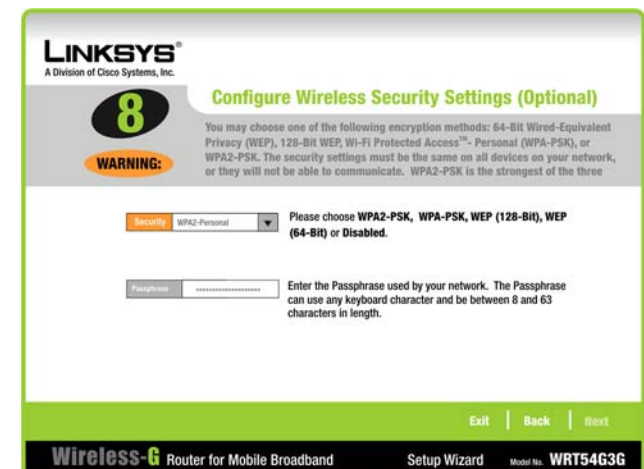 LINKSYS®
A Division of Cisco Systems, Inc.
8
Configure Wireless Security Settings (Optional)
WARNING:
You may choose one of the following encryption methods: 64-Bit Wired-Equivalent
Privacy (WEP), 128-Bit WEP, Wi-Fi Protected Access™- Personal (WPA-PSK), or
WPA2-PSK. The security settings must be the same on all devices on your network,
or they will not be able to communicate. WPA2-PSK is the strongest of the three
Security WPA2-Personal
Please choose WPA2-PSK, WPA-PSK, WEP (128-Bit), WEP
(64-Bit) or Disabled.
Passphrase ********************
Enter the Passphrase used by your network. The Passphrase
can use any keyboard character and be between 8 and 63
characters in length.
Exit | Back | Next
Wireless-G Router for Mobile Broadband Setup Wizard Model No. WRT54G3G